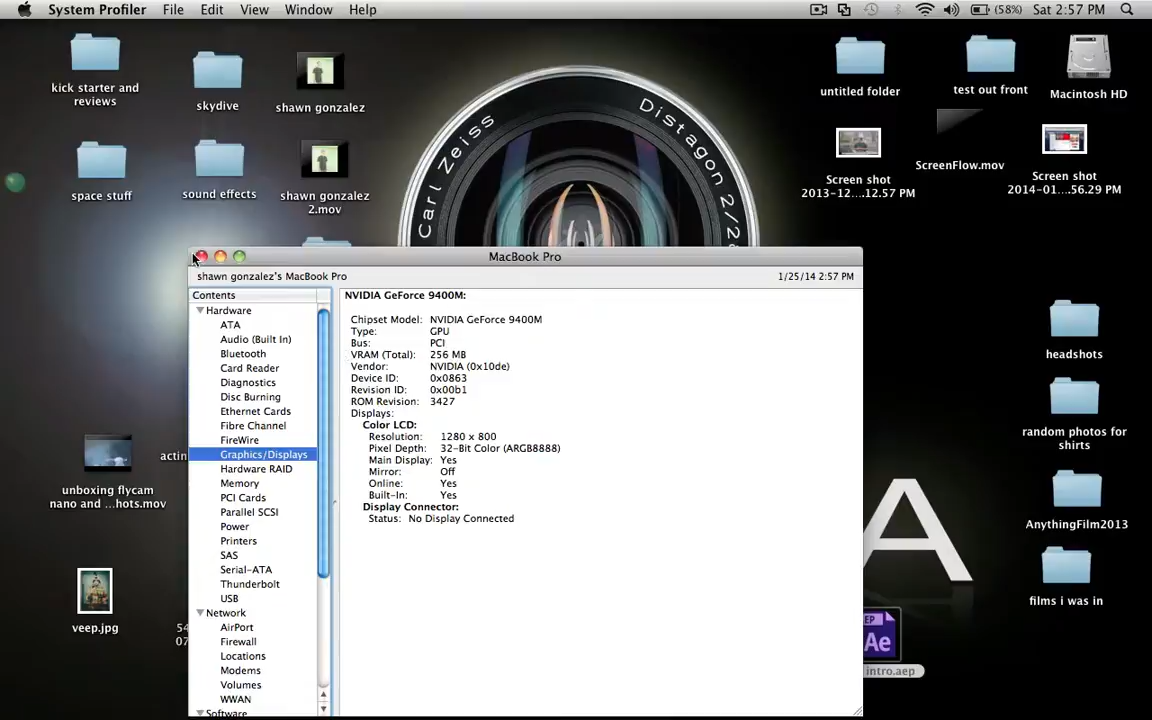 System Profiler File Edit View Window Help
(58%) Sat 2:57 PM
kick starter and
reviews
skydive
shawn gonzalez
untitled folder
test out front
Macintosh HD
space stuff
sound effects
shawn gonzalez
2.mov
Screen shot
2013-12...12.57 PM
ScreenFlow.mov
Screen shot
2014-01....56.29 PM
Carl Zeiss
Distagon 2/2
MacBook Pro
shawn gonzalez's MacBook Pro
1/25/14 2:57 PM
Contents
Hardware
ATA
Audio (Built In)
Bluetooth
Card Reader
Diagnostics
Disc Burning
Ethernet Cards
Fibre Channel
FireWire
Graphics/Displays
Hardware RAID
Memory
PCI Cards
Parallel SCSI
Power
Printers
SAS
Serial-ATA
Thunderbolt
USB
Network
AirPort
Firewall
Locations
Modems
Volumes
WWAN
Software
NVIDIA GeForce 9400M:
Chipset Model: NVIDIA GeForce 9400M
Type: GPU
Bus: PCI
VRAM (Total): 256 MB
Vendor: NVIDIA (0x10de)
Device ID: 0x0863
Revision ID: 0x00b1
ROM Revision: 3427
Displays:
Color LCD:
Resolution: 1280 x 800
Pixel Depth: 32-Bit Color (ARGB8888)
Main Display: Yes
Mirror: Off
Online: Yes
Built-In: Yes
Display Connector:
Status: No Display Connected
headshots
random photos for
shirts
AnythingFilm2013
films i was in
unboxing flycam
nano and ...hots.mov
actin
veep.jpg
54
07
A
EP
Ae
intro.aep